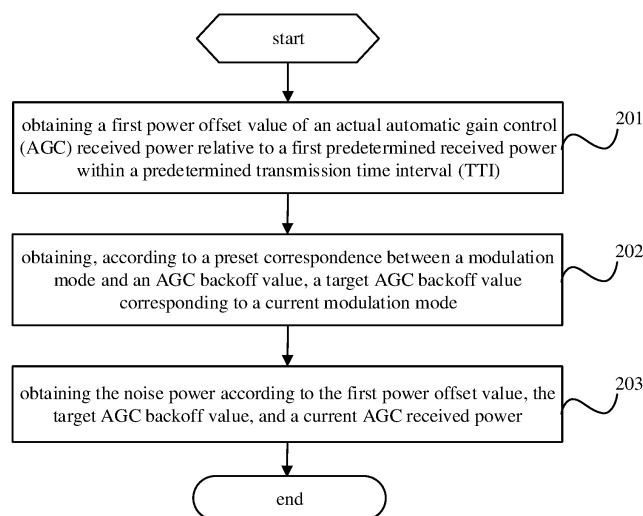 start
obtaining a first power offset value of an actual automatic gain control
(AGC) received power relative to a first predetermined received power
within a predetermined transmission time interval (TTI)
201
obtaining, according to a preset correspondence between a modulation
mode and an AGC backoff value, a target AGC backoff value
corresponding to a current modulation mode
202
obtaining the noise power according to the first power offset value, the
target AGC backoff value, and a current AGC received power
203
end